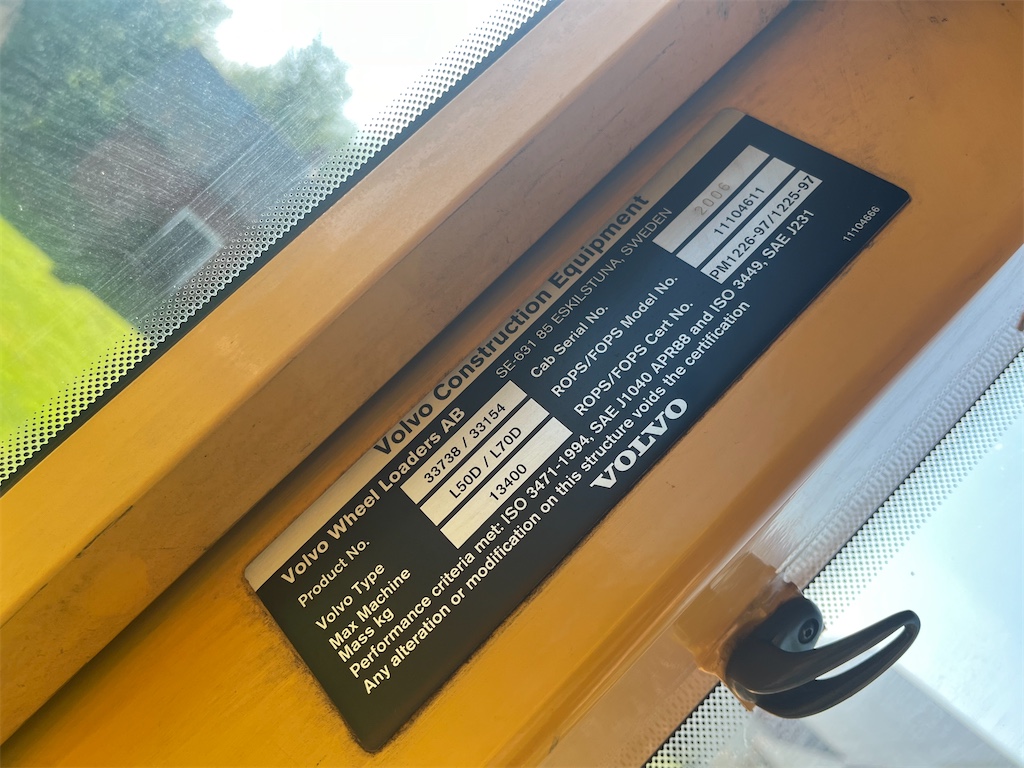 Volvo Construction Equipment
Volvo Wheel Loaders AB
SE-631 85 ESKILSTUNA, SWEDEN
Product No. 33738 / 33154
Cab Serial No. 2006
Volvo Type L50D / L70D
ROPS/FOPS Model No. 11104611
Max Machine
Mass kg 13400
ROPS/FOPS Cert No. PM1226-97/1225-97
Performance criteria met: ISO 3471-1994, SAE J1040 APR88 and ISO 3449, SAE J231
Any alteration or modification on this structure voids the certification
VOLVO
11104666